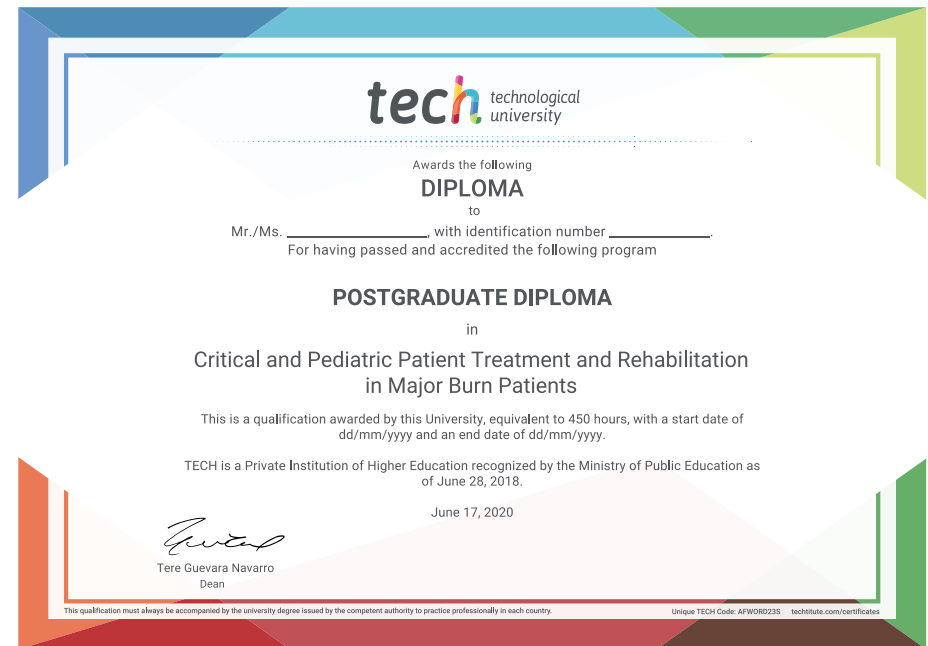 tech technological
university
Awards the following
DIPLOMA
to
Mr./Ms. ____________, with identification number ____________.
For having passed and accredited the following program
POSTGRADUATE DIPLOMA
in
Critical and Pediatric Patient Treatment and Rehabilitation
in Major Burn Patients
This is a qualification awarded by this University, equivalent to 450 hours, with a start date of
dd/mm/yyyy and an end date of dd/mm/yyyy.
TECH is a Private Institution of Higher Education recognized by the Ministry of Public Education as
of June 28, 2018.
June 17, 2020
Tere Guevara Navarro
Dean
This qualification must always be accompanied by the university degree issued by the competent authority to practice professionally in each country.
Unique TECH Code: AFWORD23S techtitute.com/certificates